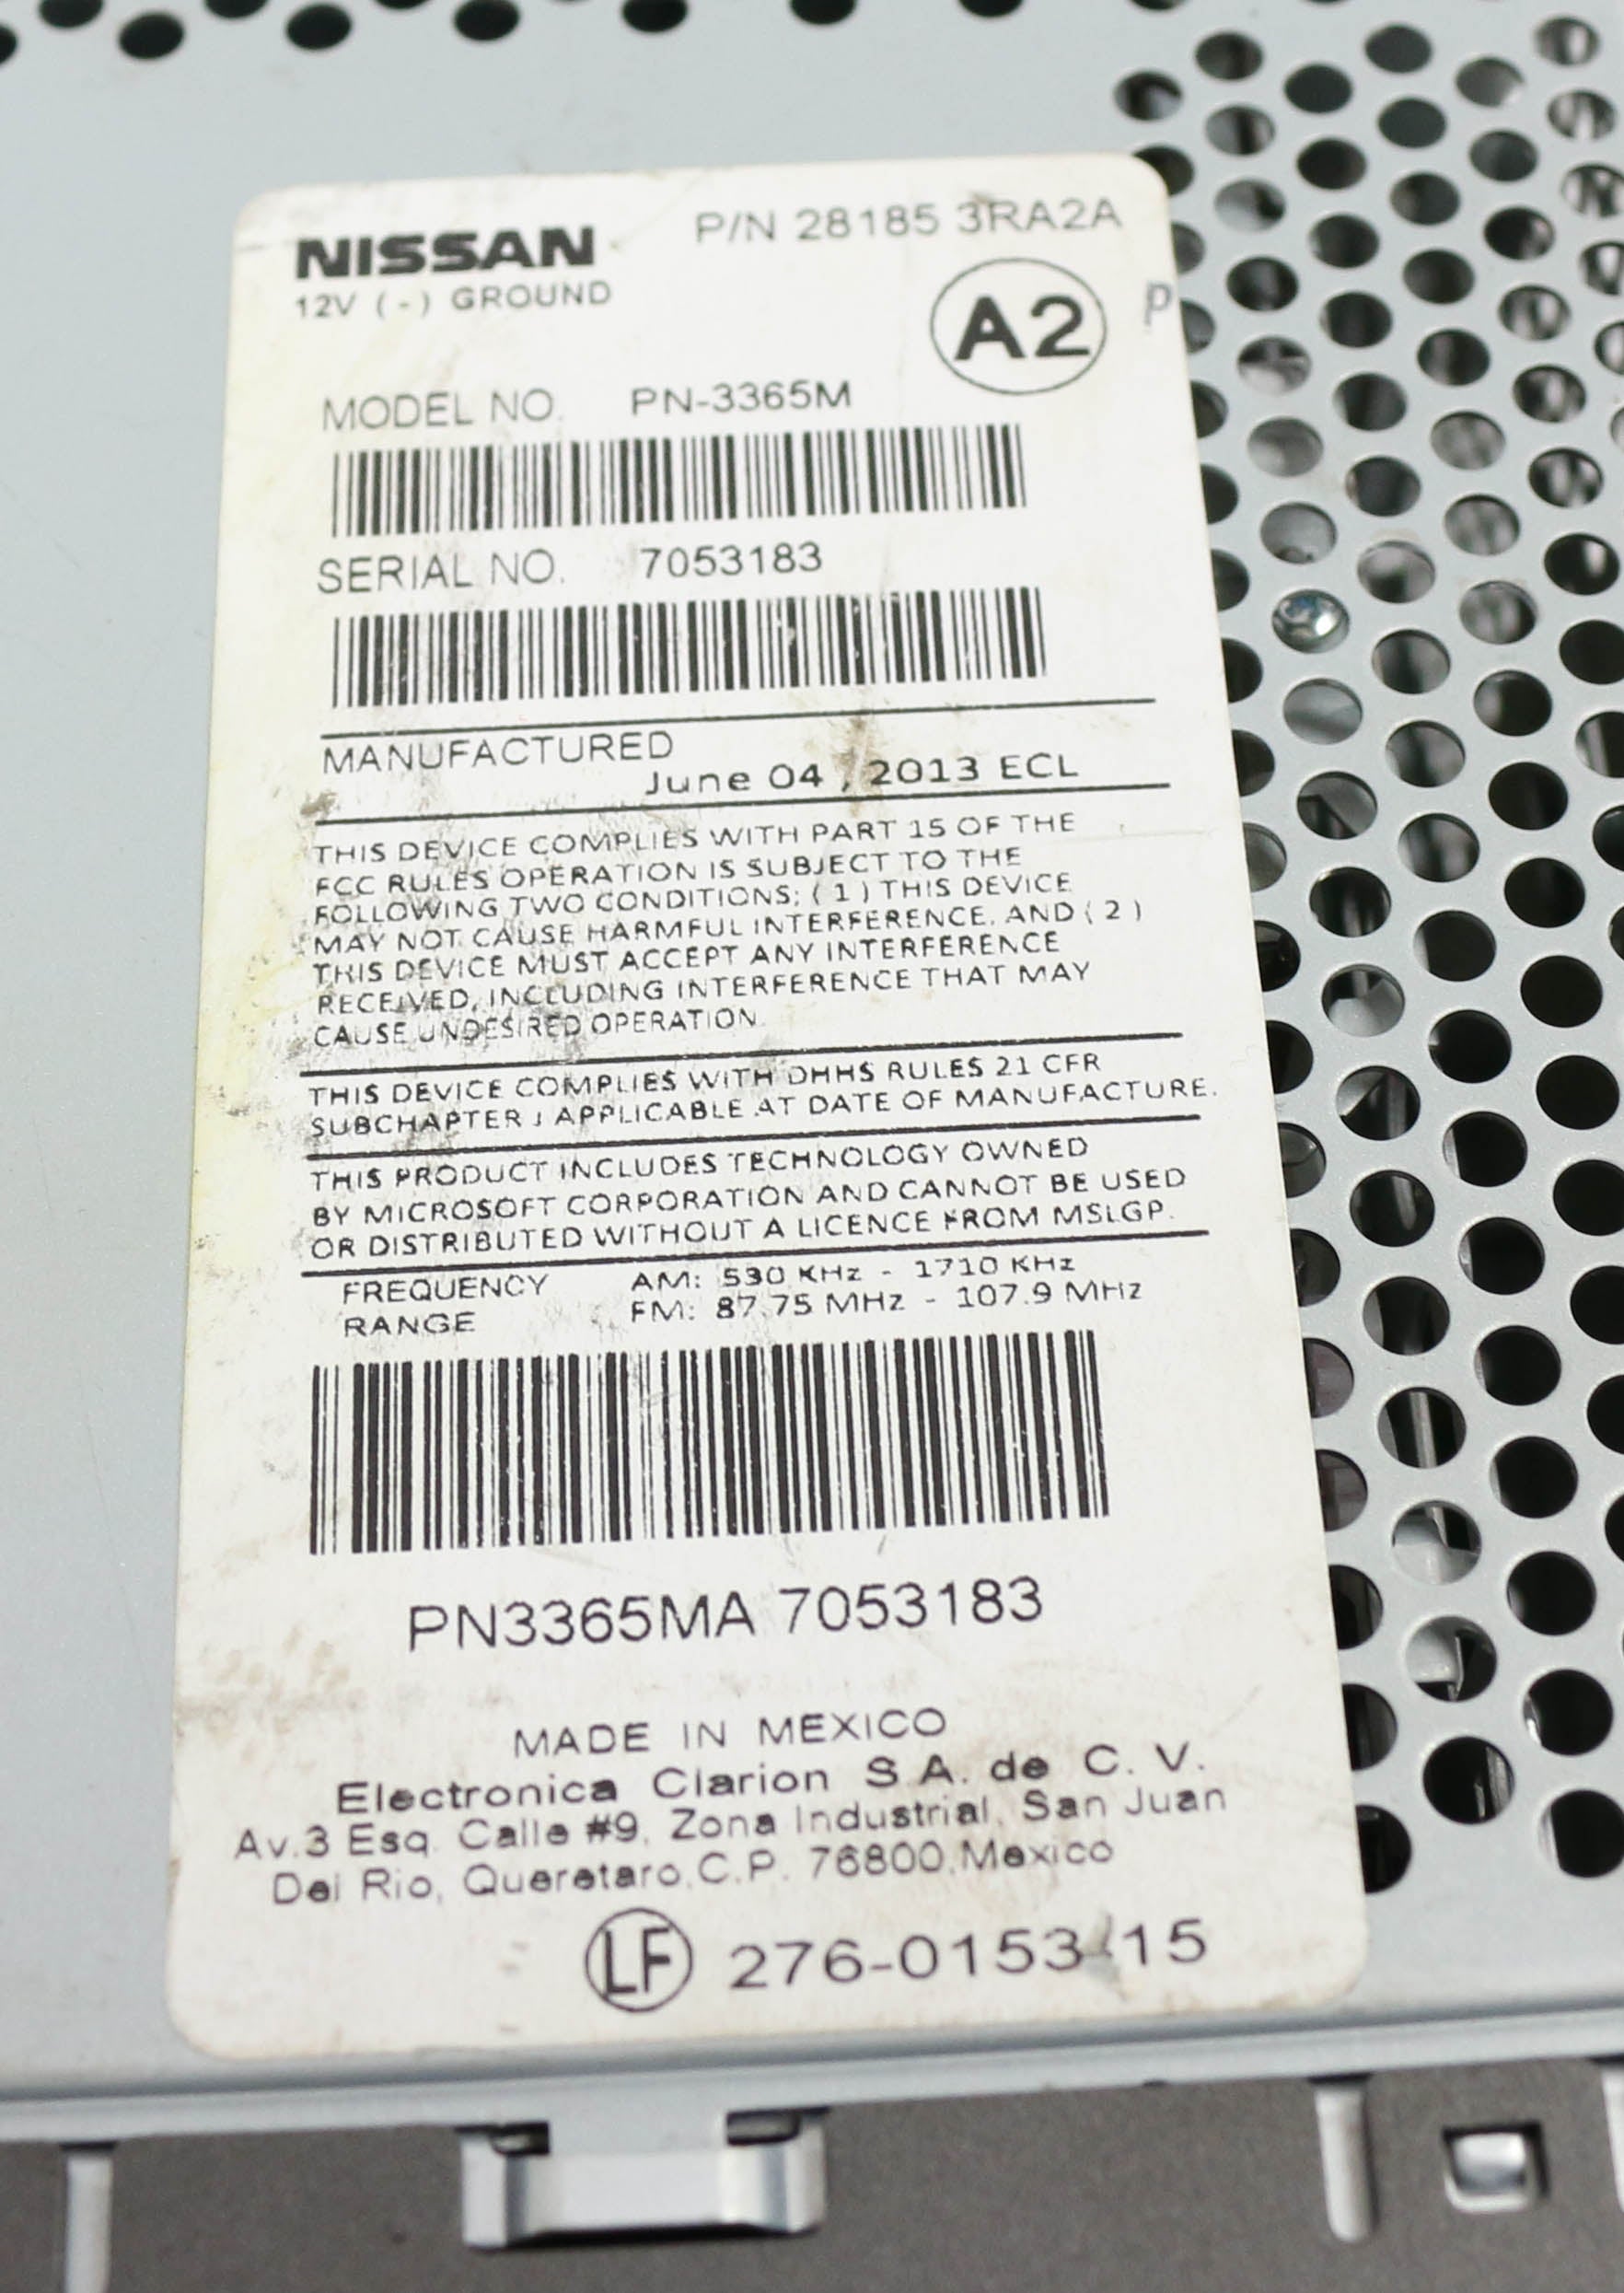 NISSAN P/N 28185 3RA2A
12V (-) GROUND
A2
p
MODEL NO. PN-3365M
SERIAL NO. 7053183
MANUFACTURED
June 04 , 2013 ECL
THIS DEVICE COMPLIES WITH PART 15 OF THE
FCC RULES OPERATION IS SUBJECT TO THE
FOLLOWING TWO CONDITIONS; ( 1 ) THIS DEVICE
MAY NOT CAUSE HARMFUL INTERFERENCE. AND ( 2 )
THIS DEVICE MUST ACCEPT ANY INTERFERENCE
RECEIVED, INCLUDING INTERFERENCE THAT MAY
CAUSE UNDESIRED OPERATION.
THIS DEVICE COMPLIES WITH DHHS RULES 21 CFR
SUBCHAPTER J APPLICABLE AT DATE OF MANUFACTURE.
THIS PRODUCT INCLUDES TECHNOLOGY OWNED
BY MICROSOFT CORPORATION AND CANNOT BE USED
OR DISTRIBUTED WITHOUT A LICENCE FROM MSLGP.
FREQUENCY AM: 530 KHz - 1710 KHz
RANGE FM: 87.75 MHz - 107.9 MHz
PN3365MA 7053183
MADE IN MEXICO
Electronica Clarion S.A. de C. V.
Av.3 Esq. Calle #9, Zona Industrial, San Juan
Del Rio, Queretaro,C.P. 76800,Mexico
LF 276-0153-15